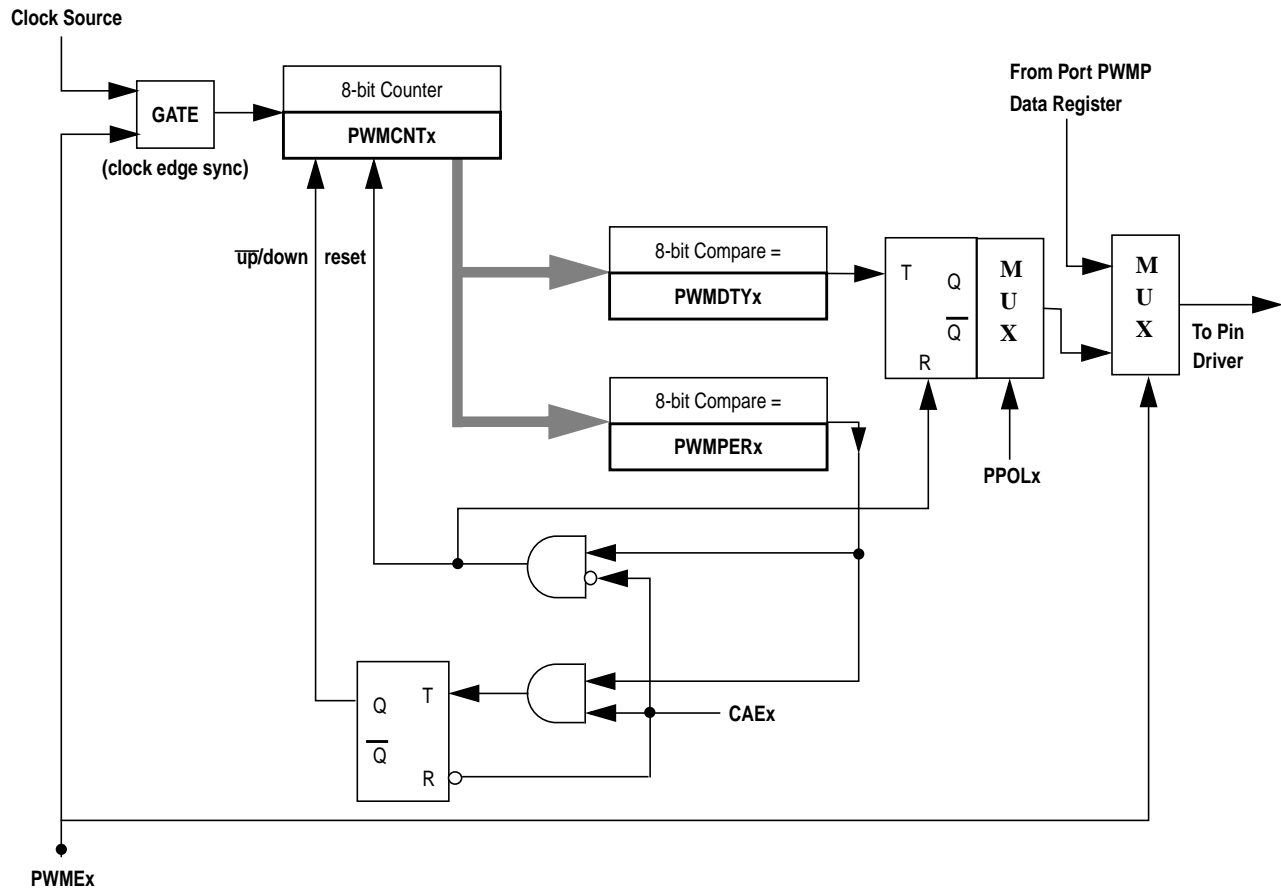 Clock Source
GATE
(clock edge sync)
8-bit Counter
PWMCNTx
From Port PWMP
Data Register
u̅p̅/down reset
8-bit Compare =
PWMDTYx
T
Q
Q̅
R
M
U
X
M
U
X
To Pin
Driver
8-bit Compare =
PWMPERx
PPOLx
Q
T
Q̅
R
CAEx
PWMEx